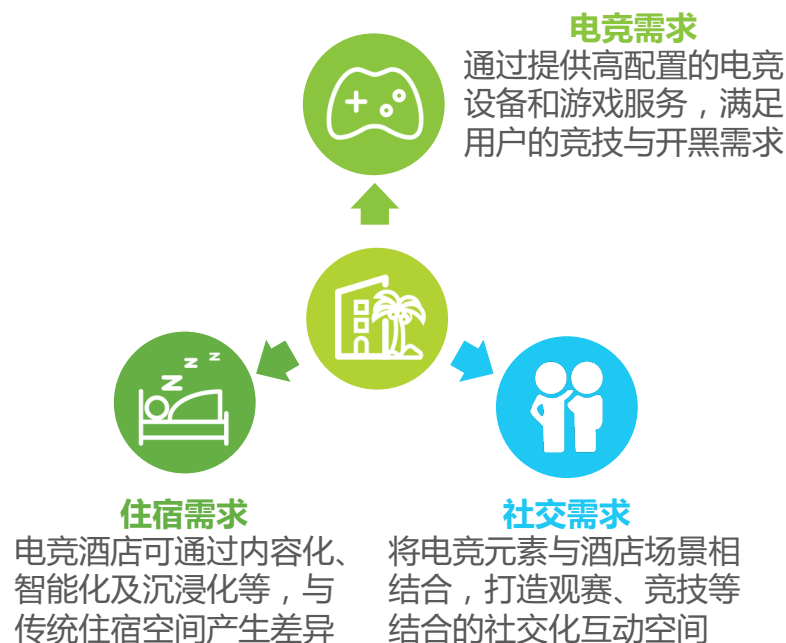 电竞需求
通过提供高配置的电竞
设备和游戏服务，满足
用户的竞技与开黑需求
z z
z
住宿需求
电竞酒店可通过内容化、
智能化及沉浸化等，与
传统住宿空间产生差异
社交需求
将电竞元素与酒店场景相
结合，打造观赛、竞技等
结合的社交化互动空间